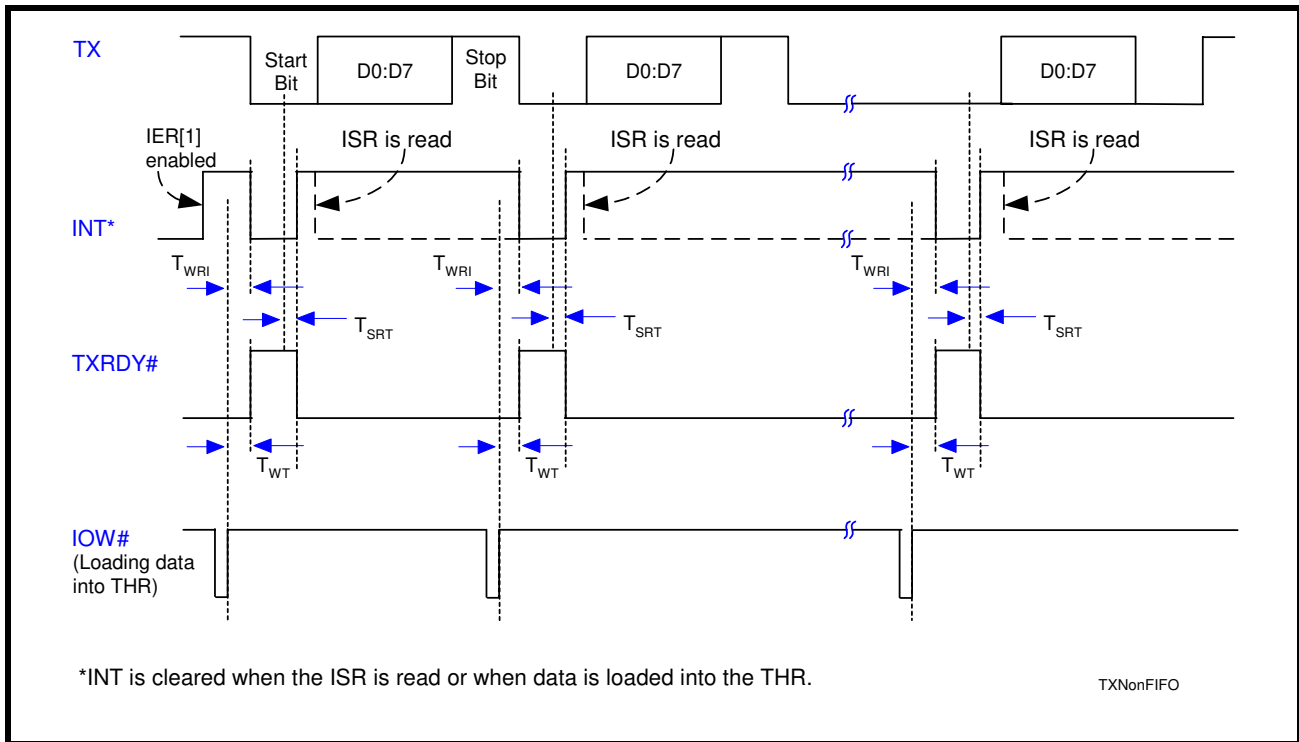 TX
Start
Bit
D0:D7
Stop
Bit
D0:D7
D0:D7
IER[1]
enabled
ISR is read
ISR is read
ISR is read
INT*
TWRI
TWRI
TWRI
TSRT
TSRT
TSRT
TXRDY#
TWT
TWT
TWT
IOW#
(Loading data
into THR)
*INT is cleared when the ISR is read or when data is loaded into the THR.
TXNonFIFO